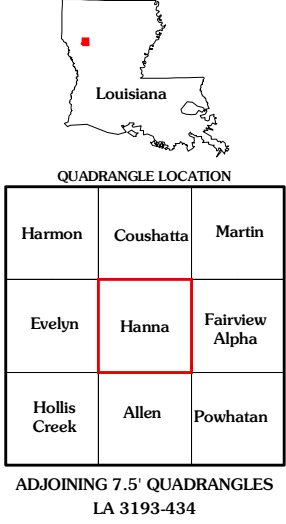 Louisiana
QUADRANGLE LOCATION
Harmon
Coushatta
Martin
Evelyn
Hanna
Fairview
Alpha
Hollis
Creek
Allen
Powhatan
ADJOINING 7.5' QUADRANGLES
LA 3193-434